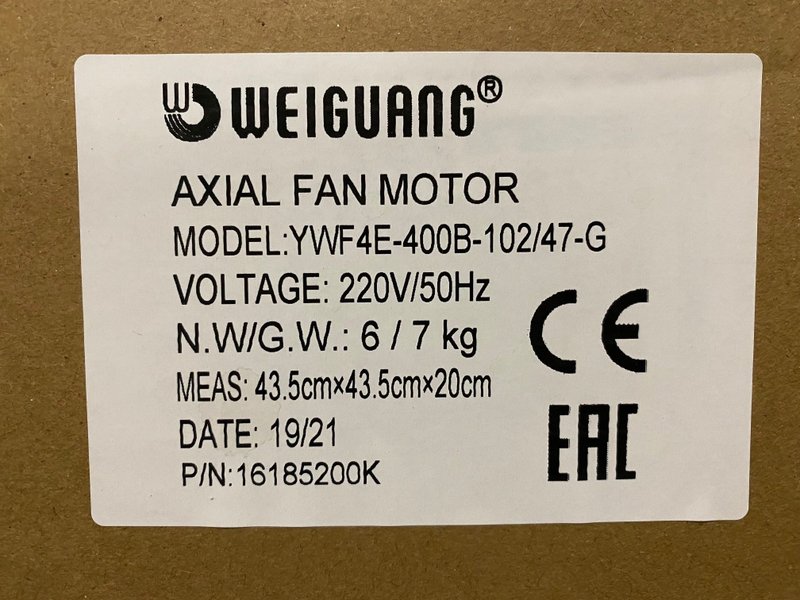 W WEIGUANG®
AXIAL FAN MOTOR
MODEL:YWF4E-400B-102/47-G
VOLTAGE: 220V/50Hz
N.W/G.W.: 6 / 7 kg
MEAS: 43.5cm×43.5cm×20cm
DATE: 19/21
P/N:16185200K
CE
EAC